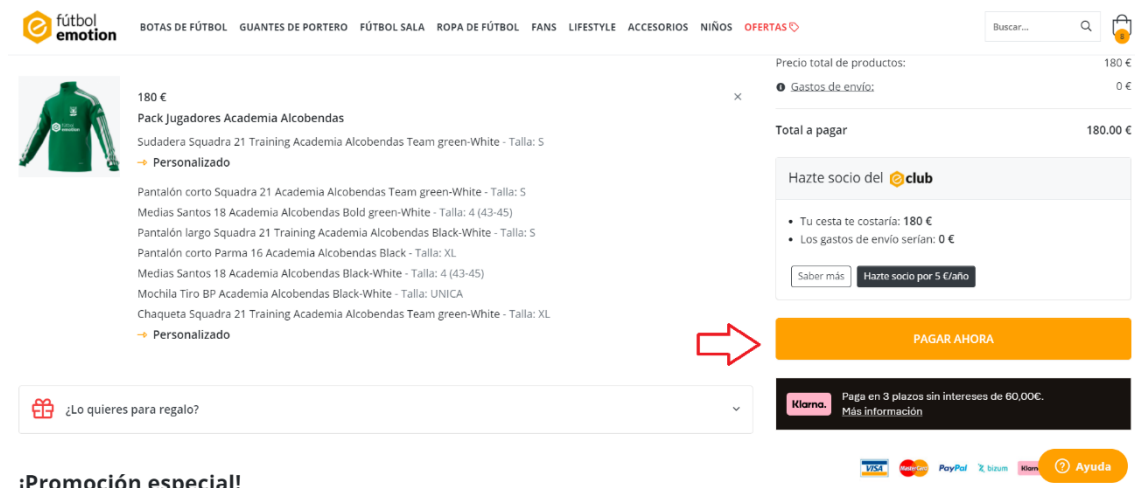 fútbol
emotion
BOTAS DE FÚTBOL GUANTES DE PORTERO FÚTBOL SALA ROPA DE FÚTBOL FANS LIFESTYLE ACCESORIOS NIÑOS OFERTAS
Buscar...
8
180 €
Pack Jugadores Academia Alcobendas
Sudadera Squadra 21 Training Academia Alcobendas Team green-White - Talla: S
Personalizado
Pantalón corto Squadra 21 Academia Alcobendas Team green-White - Talla: S
Medias Santos 18 Academia Alcobendas Bold green-White - Talla: 4 (43-45)
Pantalón largo Squadra 21 Training Academia Alcobendas Black-White - Talla: S
Pantalón corto Parma 16 Academia Alcobendas Black - Talla: XL
Medias Santos 18 Academia Alcobendas Black-White - Talla: 4 (43-45)
Mochila Tiro BP Academia Alcobendas Black-White - Talla: UNICA
Chaqueta Squadra 21 Training Academia Alcobendas Team green-White - Talla: XL
Personalizado
¿Lo quieres para regalo?
¡Promoción especial!
Precio total de productos: 180 €
Gastos de envío: 0 €
Total a pagar 180.00 €
Hazte socio del e club
• Tu cesta te costaría: 180 €
• Los gastos de envío serían: 0 €
Saber más Hazte socio por 5 €/año
PAGAR AHORA
Klarna. Paga en 3 plazos sin intereses de 60,00€.
Más información
VISA MasterCard PayPal bizum Klarn
Ayuda